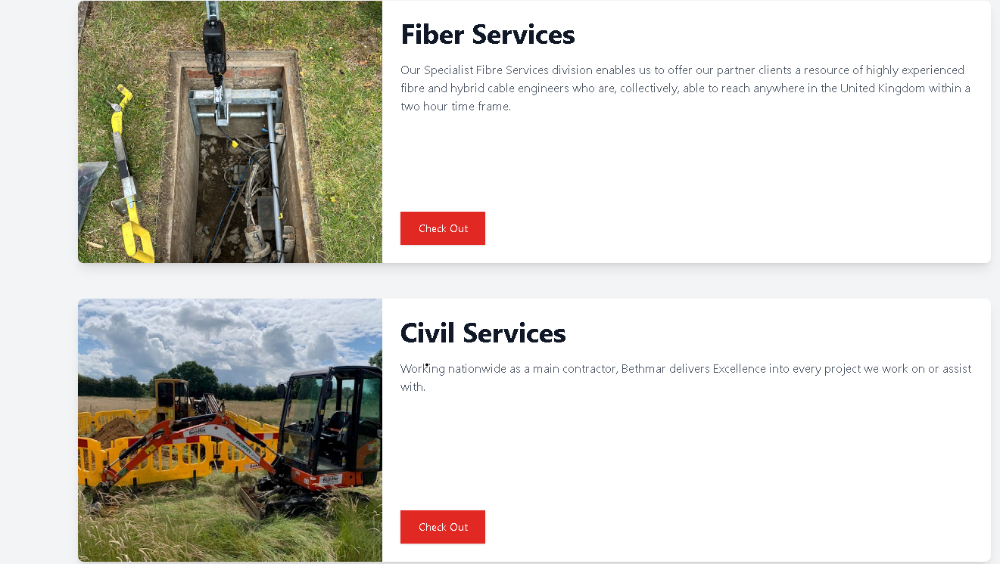 Fiber Services
Our Specialist Fibre Services division enables us to offer our partner clients a resource of highly experienced
fibre and hybrid cable engineers who are, collectively, able to reach anywhere in the United Kingdom within a
two hour time frame.
Check Out
Civil Services
Working nationwide as a main contractor, Bethmar delivers Excellence into every project we work on or assist
with.
BethMar
BethMar
Check Out